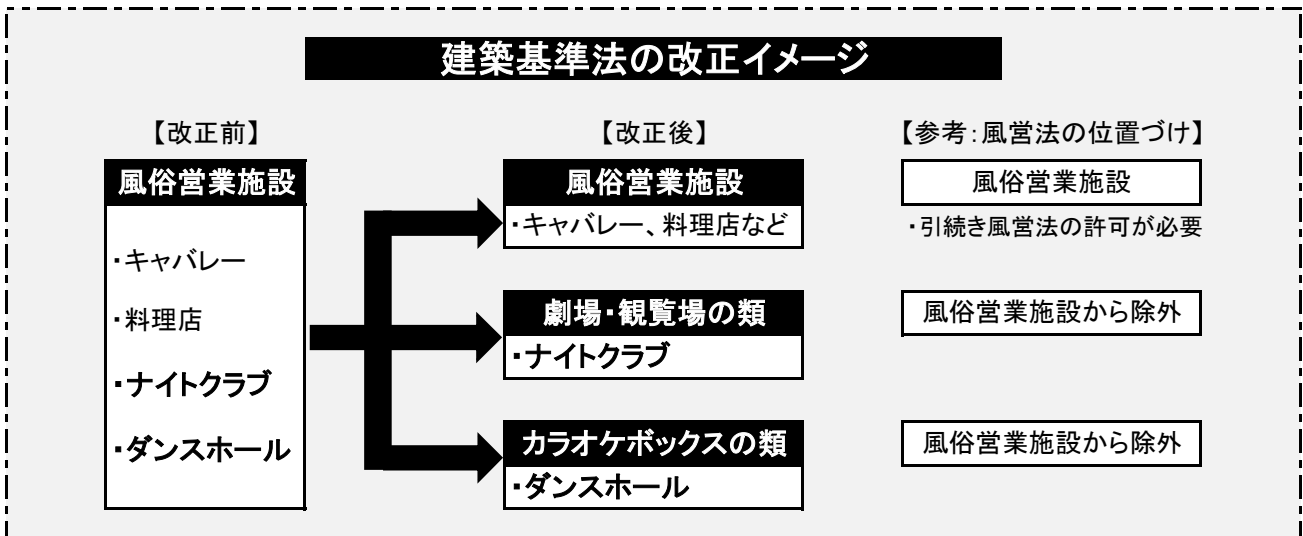 建築基準法の改正イメージ
【改正前】
風俗営業施設
・キャバレー
・料理店
・ナイトクラブ
・ダンスホール
【改正後】
風俗営業施設
・キャバレー、料理店など
劇場・観覧場の類
・ナイトクラブ
カラオケボックスの類
・ダンスホール
【参考：風営法の位置づけ】
風俗営業施設
・引続き風営法の許可が必要
風俗営業施設から除外
風俗営業施設から除外